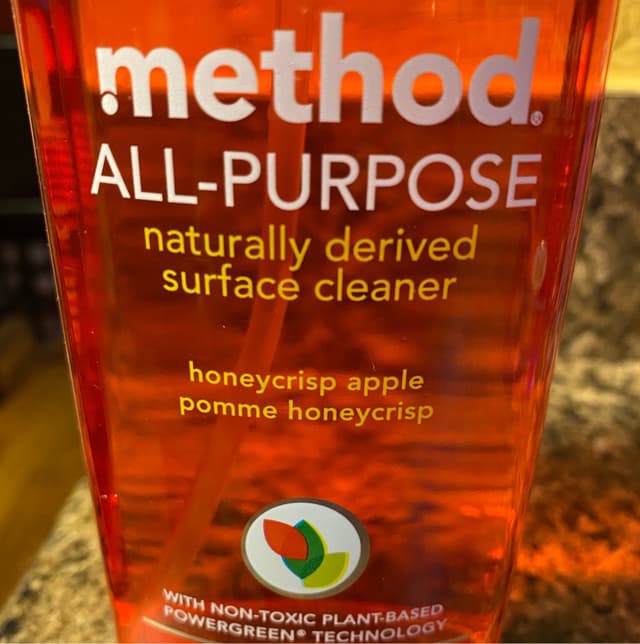 method®
ALL-PURPOSE
naturally derived
surface cleaner
honeycrisp apple
pomme honeycrisp
WITH NON-TOXIC PLANT-BASED
POWERGREEN® TECHNOLOGY